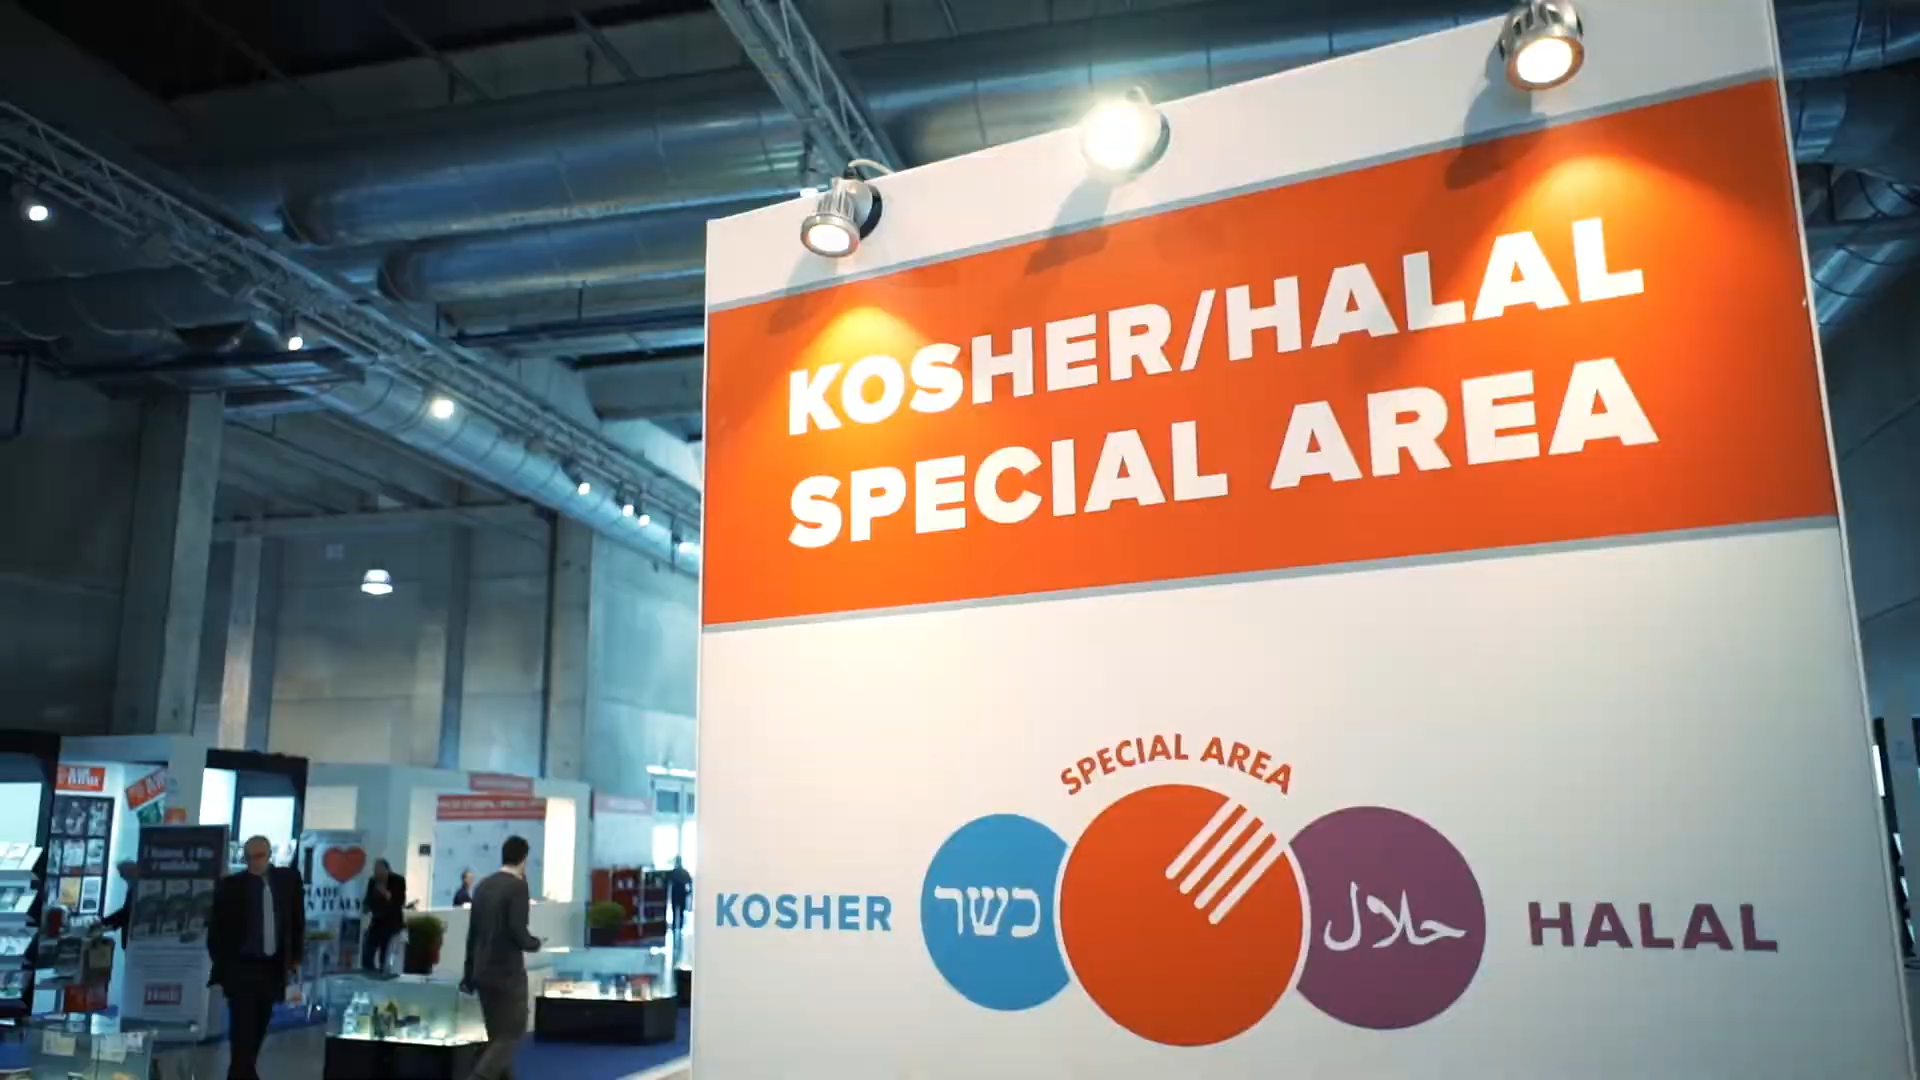 KOSHER/HALAL
SPECIAL AREA
SPECIAL AREA
KOSHER
כשר
حلال
HALAL